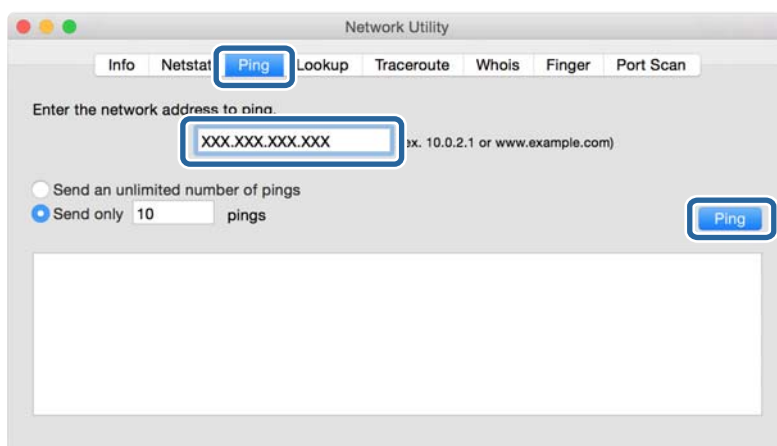 Network Utility
Info Netstat Ping Lookup Traceroute Whois Finger Port Scan
Enter the network address to ping.
XXX.XXX.XXX.XXX ex. 10.0.2.1 or www.example.com)
Send an unlimited number of pings
Send only 10 pings
Ping